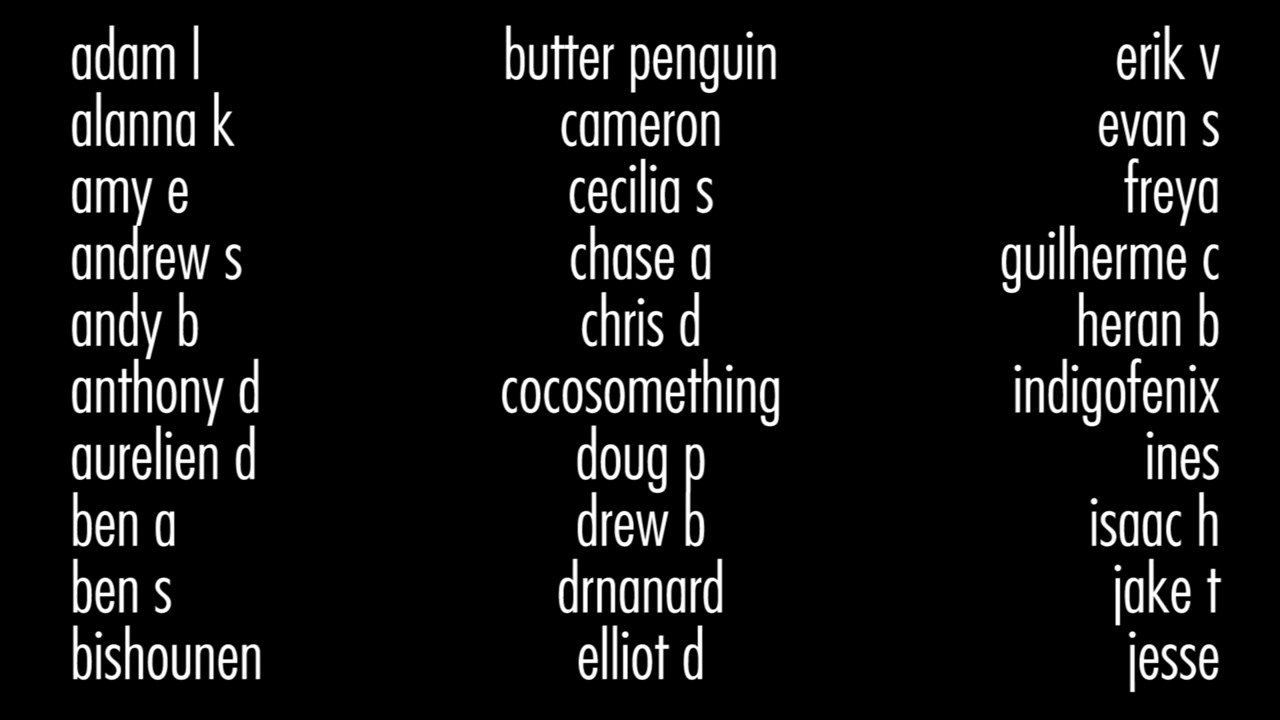 adam l
alanna k
amy e
andrew s
andy b
anthony d
aurelien d
ben a
ben s
bishounen
butter penguin
cameron
cecilia s
chase a
chris d
cocosomething
doug p
drew b
drnanard
elliot d
erik v
evan s
freya
guilherme c
heran b
indigofenix
ines
isaac h
jake t
jesse